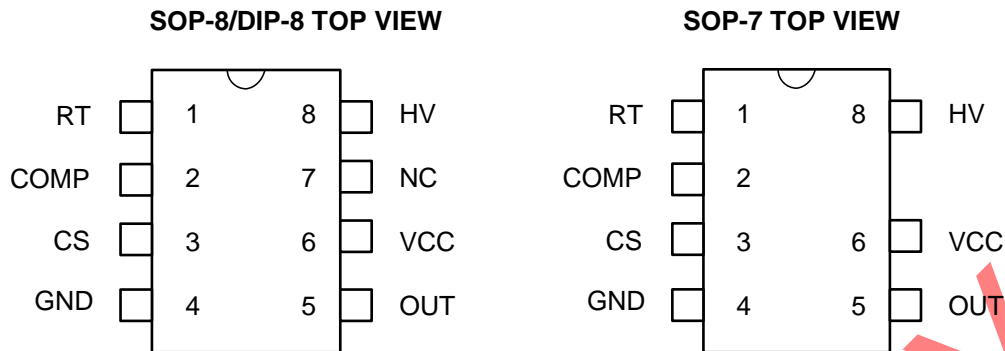 SOP-8/DIP-8 TOP VIEW
RT 1 8 HV
COMP 2 7 NC
CS 3 6 VCC
GND 4 5 OUT
SOP-7 TOP VIEW
RT 1 8 HV
COMP 2
CS 3 6 VCC
GND 4 5 OUT